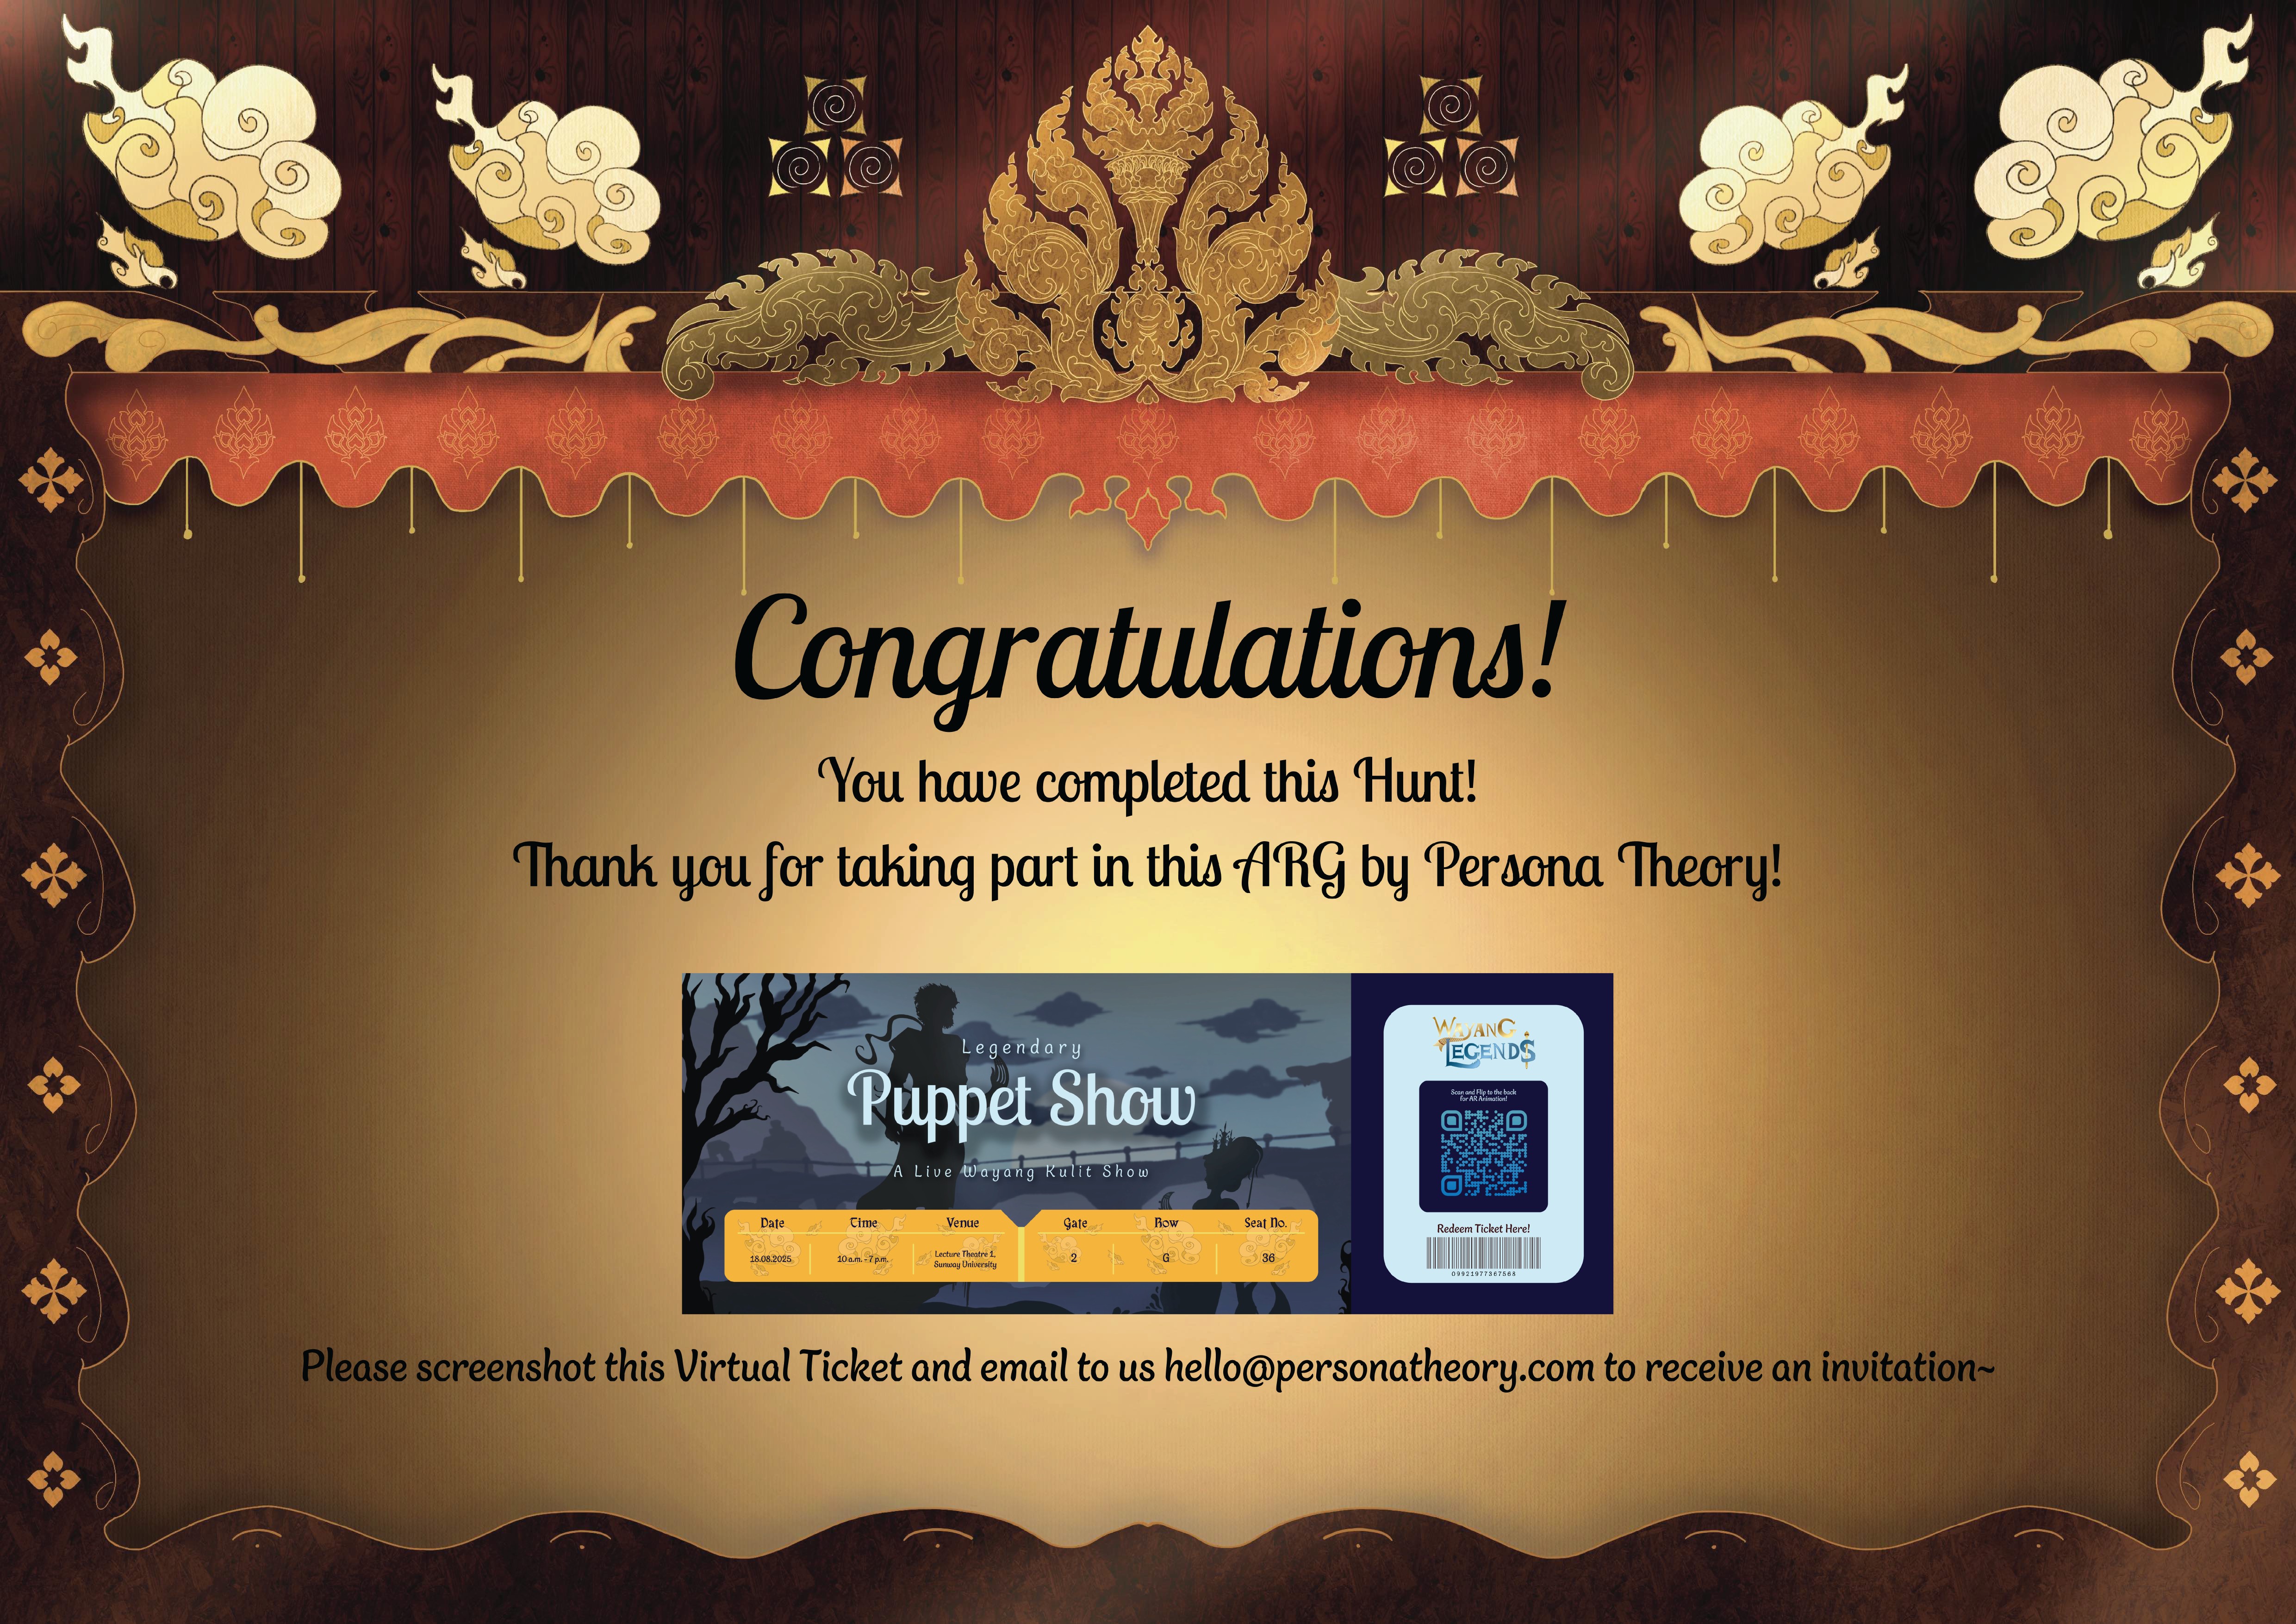 Congratulations!
You have completed this Hunt!
Thank you for taking part in this ARG by Persona Theory!
Legendary
Puppet Show
A Live Wayang Kulit Show
Date Time Venue Gate Row Seat No.
18.08.2025 10 a.m. - 7 p.m. Lecture Theatre 1, 2 G 36
Sunway University
WAYANG
LEGENDS
Scan and Flip to the back
for AR Animation!
Redeem Ticket Here!
09921977367568
Please screenshot this Virtual Ticket and email to us hello@personatheory.com to receive an invitation~